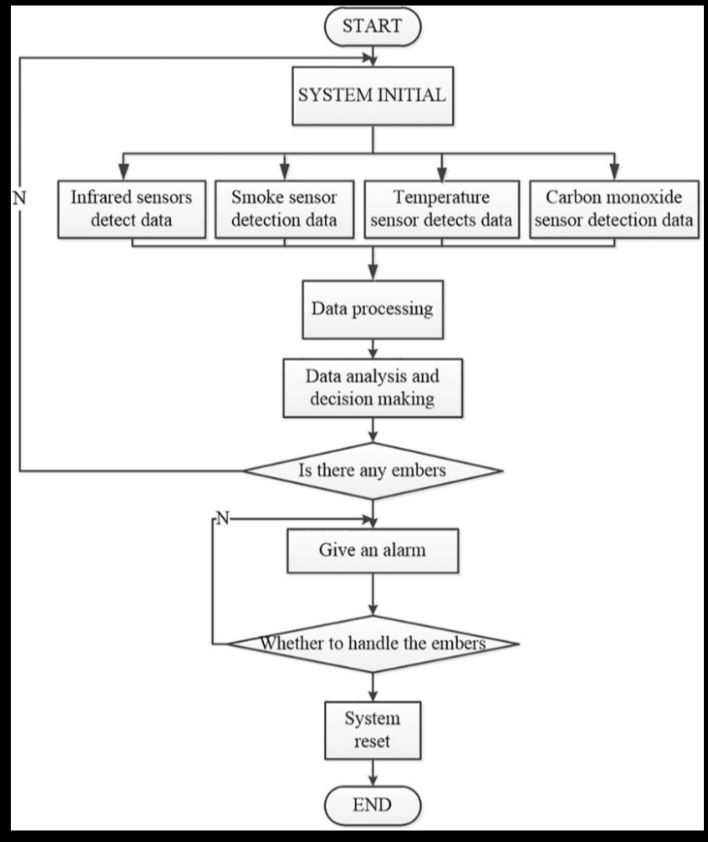 START
SYSTEM INITIAL
N
Infrared sensors
detect data
Smoke sensor
detection data
Temperature
sensor detects data
Carbon monoxide
sensor detection data
Data processing
Data analysis and
decision making
Is there any embers
N
Give an alarm
Whether to handle the embers
System
reset
END